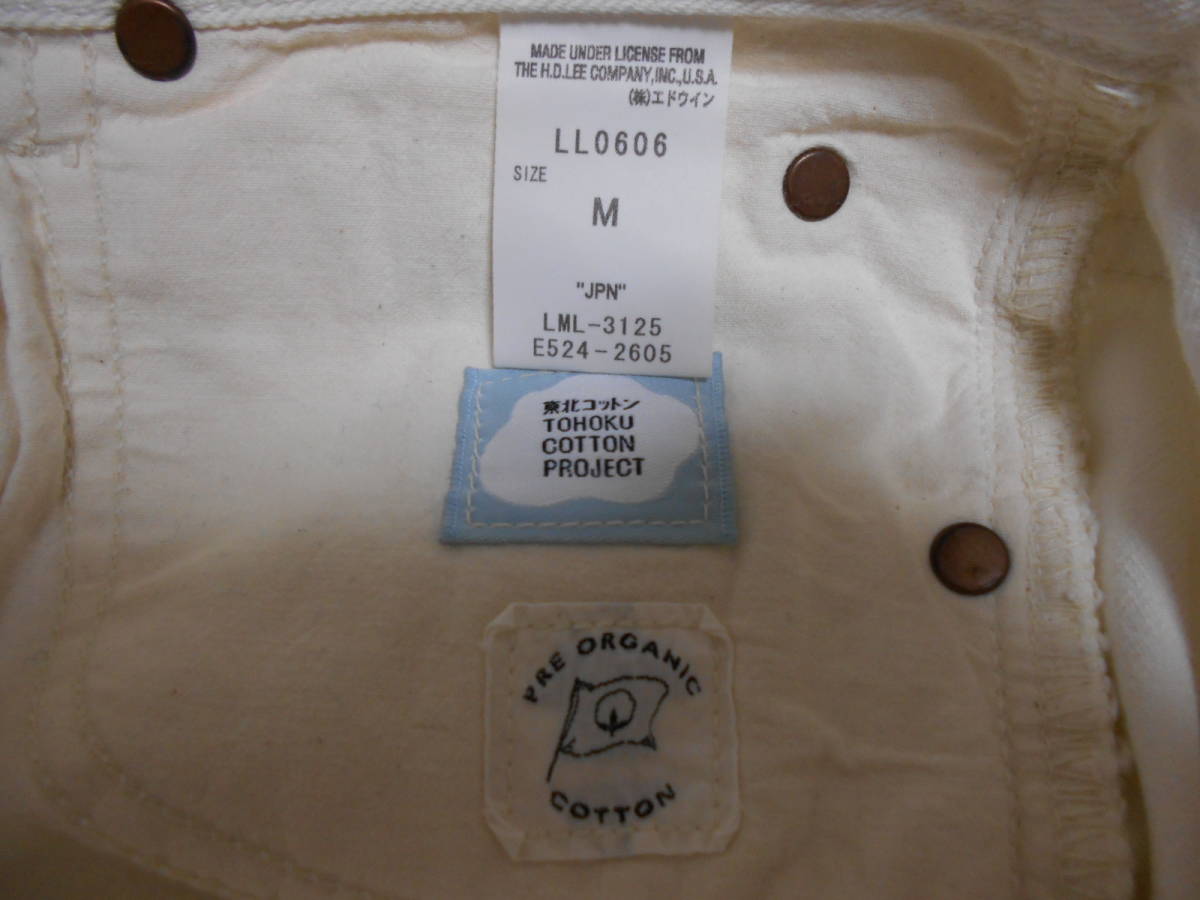 MADE UNDER LICENSE FROM
THE H.D.LEE COMPANY,INC.,U.S.A.
(株)エドウイン
LL0606
SIZE
M
"JPN"
LML-3125
E524-2605
東北コットン
TOHOKU
COTTON
PROJECT
PRE ORGANIC
COTTON